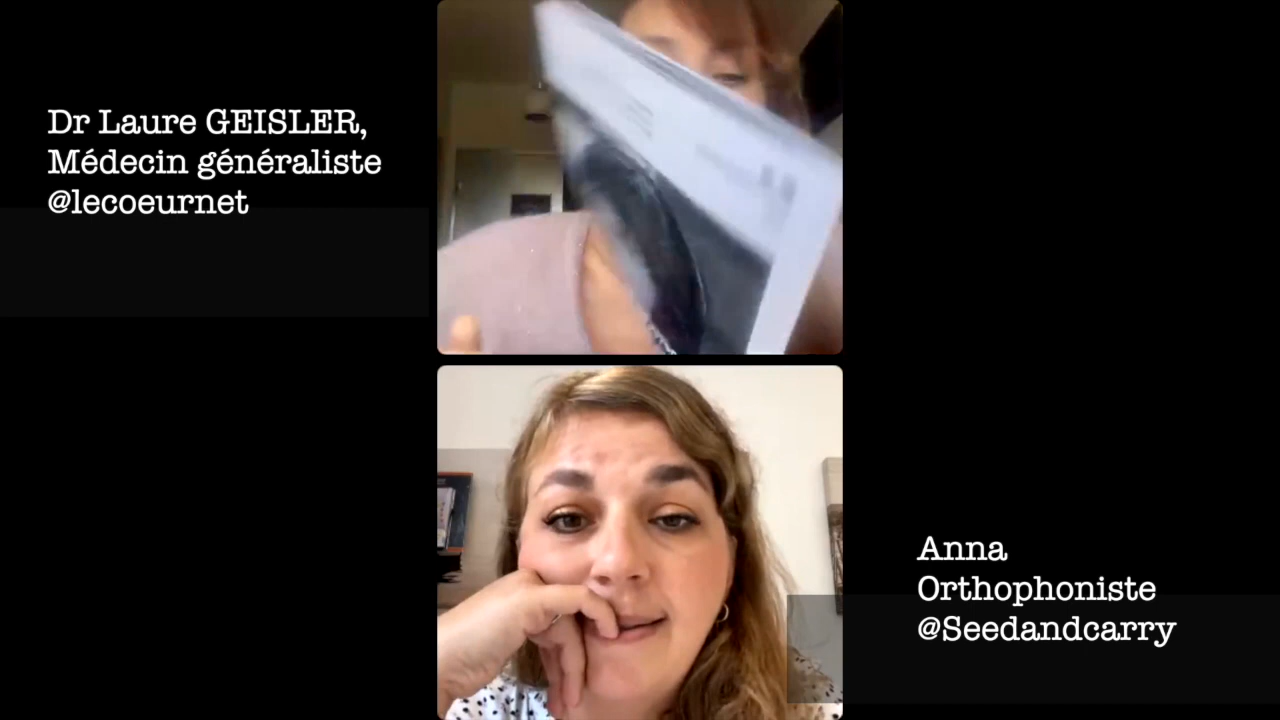 Dr Laure GEISLER,
Médecin généraliste
@lecoeurnet
Anna
Orthophoniste
@Seedandcarry